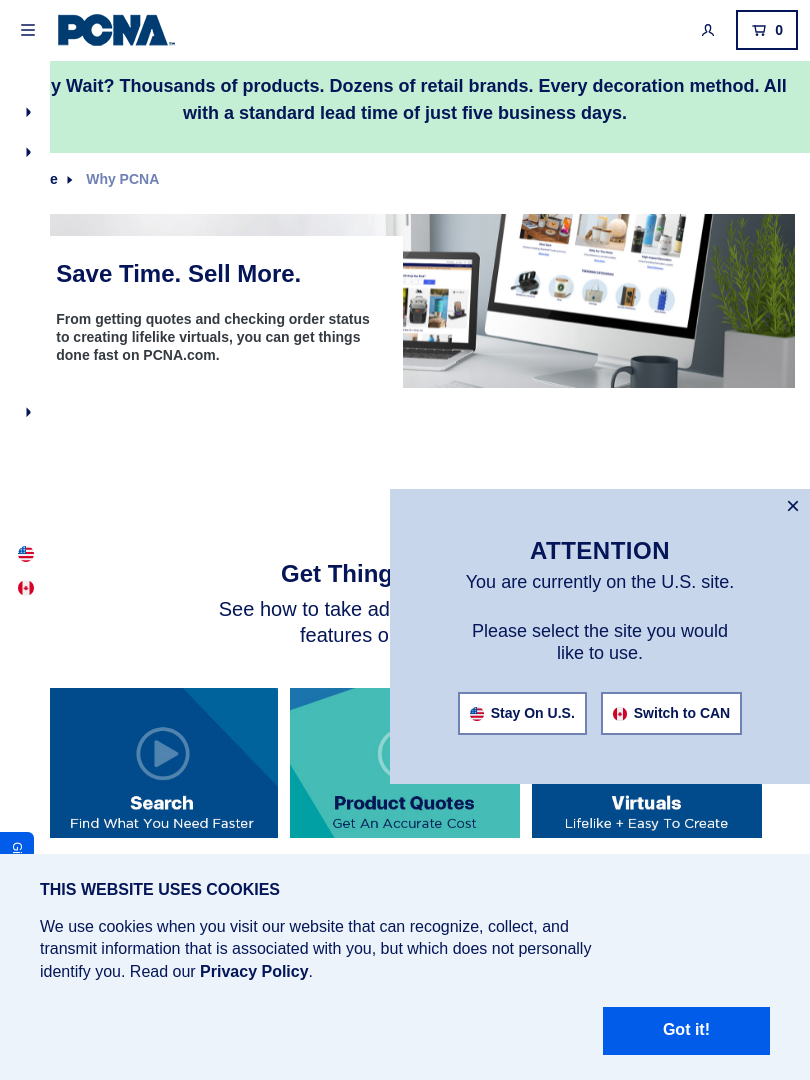 PCNA
0
y Wait? Thousands of products. Dozens of retail brands. Every decoration method. All
with a standard lead time of just five business days.
e Why PCNA
Save Time. Sell More.
From getting quotes and checking order status
to creating lifelike virtuals, you can get things
done fast on PCNA.com.
ATTENTION
You are currently on the U.S. site.
Please select the site you would
like to use.
Stay On U.S. Switch to CAN
Get Thing
See how to take ad
features o
Search
Find What You Need Faster
Product Quotes
Get An Accurate Cost
Virtuals
Lifelike + Easy To Create
Gi
THIS WEBSITE USES COOKIES
We use cookies when you visit our website that can recognize, collect, and
transmit information that is associated with you, but which does not personally
identify you. Read our Privacy Policy.
Got it!